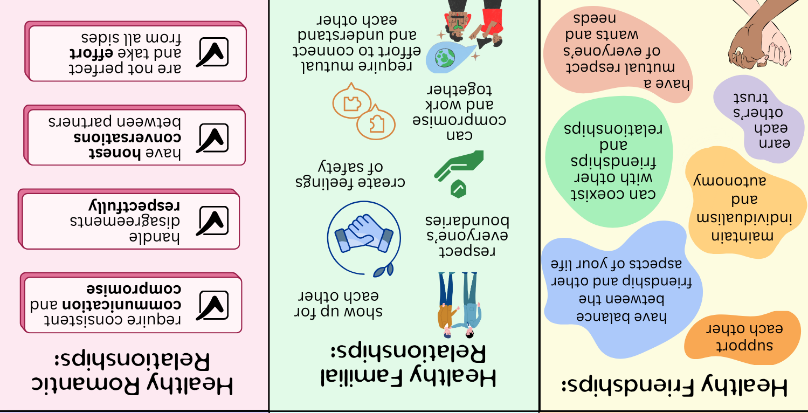 Healthy Friendships:
support
each other
have balance
between the
friendship and other
aspects of your life
maintain
individualism
and
autonomy
can coexist
with other
friendships
and
relationships
earn
each
other's
trust
have a
mutual respect
of everyone's
wants and
needs
Healthy Familial
Relationships:
show up for
each other
respect
everyone's
boundaries
create feelings
of safety
can
compromise
and work
together
require mutual
effort to connect
and understand
each other
Healthy Romantic
Relationships:
require consistent
communication and
compromise
handle
disagreements
respectfully
have honest
conversations
between partners
are not perfect
and take effort
from all sides